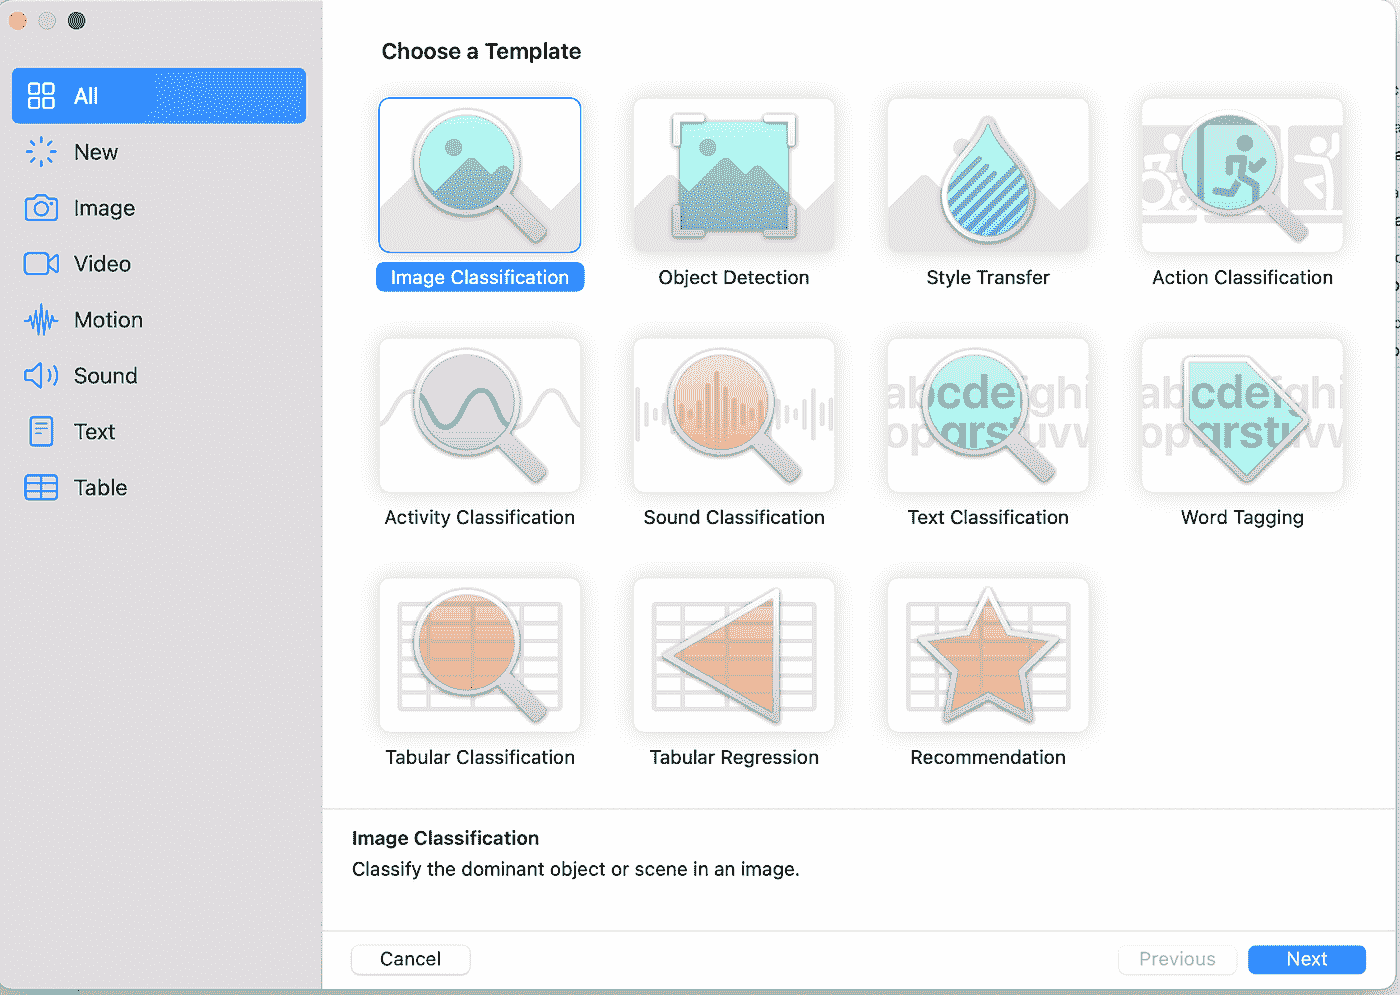 Choose a Template
All
New
Image
Video
Motion
Sound
Text
Table
Image Classification
Object Detection
Style Transfer
Action Classification
abcdefghi
opqrstuvw
abcdefghi
opqrstuvw
Activity Classification
Sound Classification
Text Classification
Word Tagging
Tabular Classification
Tabular Regression
Recommendation
Image Classification
Classify the dominant object or scene in an image.
Cancel
Previous
Next